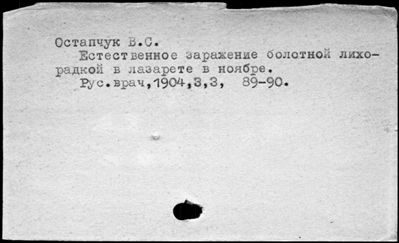 Остапчук В.С.
Естественное заражение болотной лихо-
радкой в лазарете в ноябре.
Рус.врач,1904,3,3, 89-90.